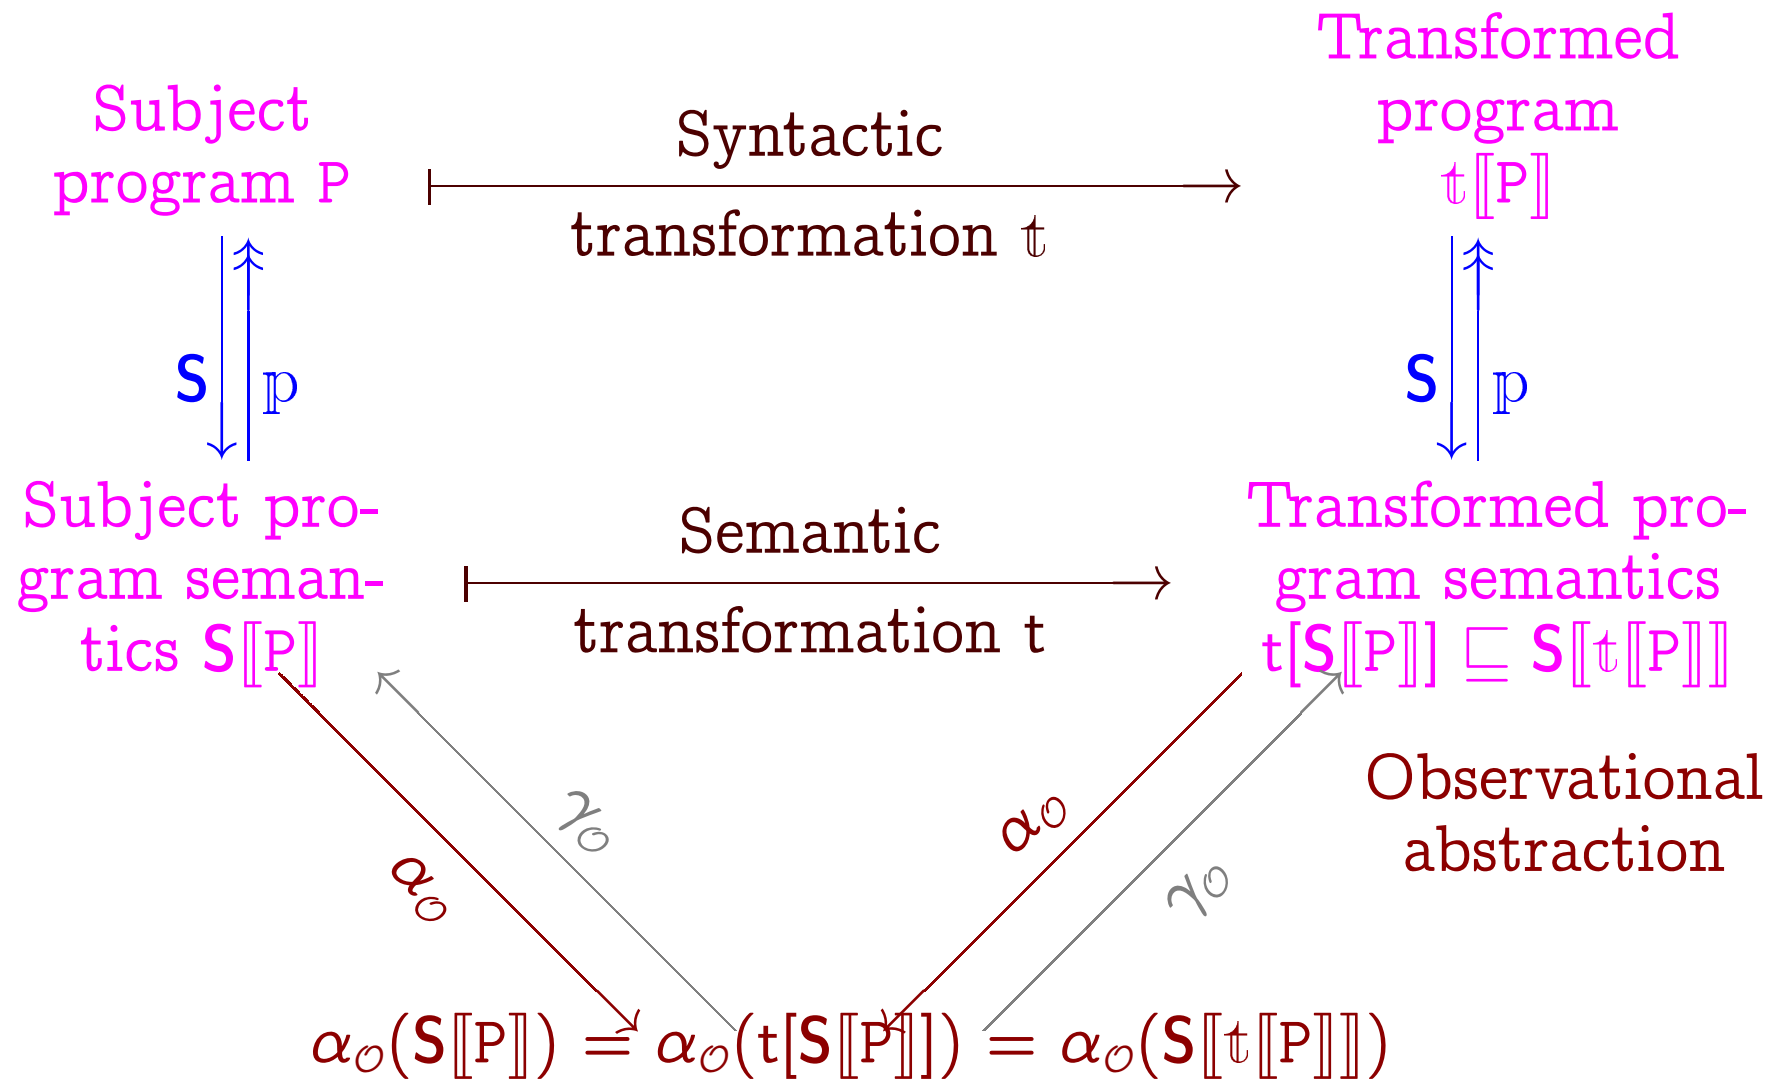 Subject
program P
Syntactic
transformation 𝕥
Transformed
program
𝕥⟦P⟧
S
𝕡
S
𝕡
Subject pro-
gram seman-
tics S⟦P⟧
Semantic
transformation t
Transformed pro-
gram semantics
t[S⟦P⟧] ⊑ S⟦𝕥⟦P⟧⟧
α𝒪
γ𝒪
α𝒪
γ𝒪
Observational
abstraction
α𝒪(S⟦P⟧) = α𝒪(t[S⟦P⟧]) = α𝒪(S⟦𝕥⟦P⟧⟧)